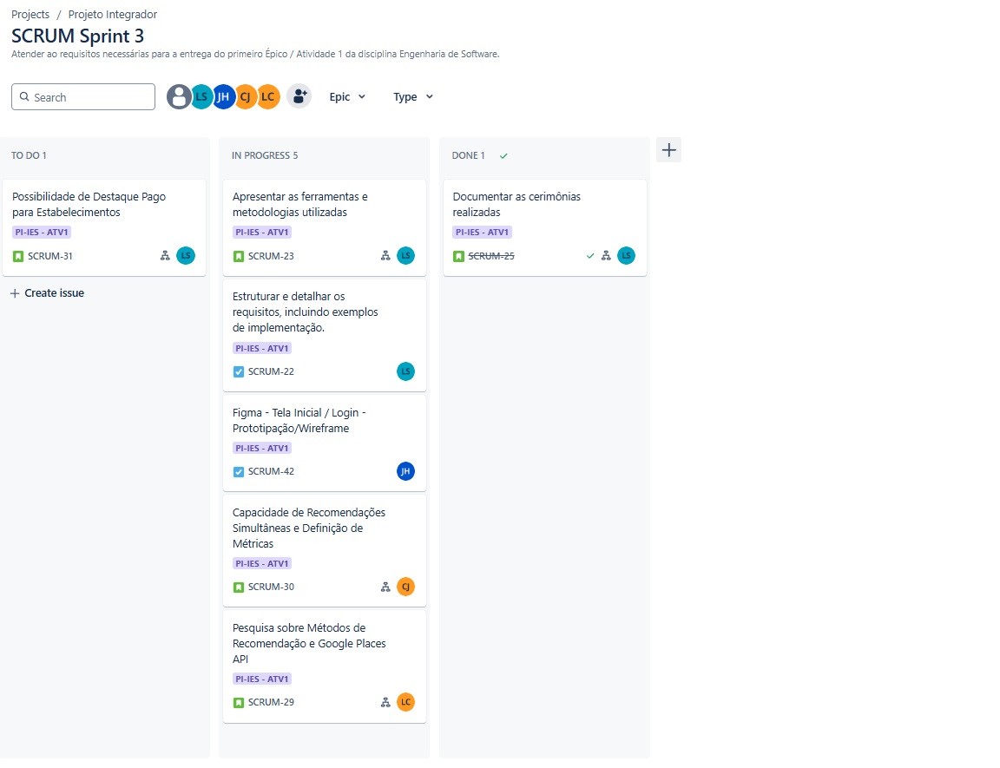 Projects / Projeto Integrador
SCRUM Sprint 3
Atender ao requisitos necessárias para a entrega do primeiro Épico / Atividade 1 da disciplina Engenharia de Software.
Search
LS
JH
CJ
LC
Epic
Type
TO DO 1
Possibilidade de Destaque Pago
para Estabelecimentos
PI-IES - ATV1
SCRUM-31
LS
Create issue
IN PROGRESS 5
Apresentar as ferramentas e
metodologias utilizadas
PI-IES - ATV1
SCRUM-23
LS
Estruturar e detalhar os
requisitos, incluindo exemplos
de implementação.
PI-IES - ATV1
SCRUM-22
LS
Figma - Tela Inicial / Login -
Prototipação/Wireframe
PI-IES - ATV1
SCRUM-42
JH
Capacidade de Recomendações
Simultâneas e Definição de
Métricas
PI-IES - ATV1
SCRUM-30
CJ
Pesquisa sobre Métodos de
Recomendação e Google Places
API
PI-IES - ATV1
SCRUM-29
LC
DONE 1
Documentar as cerimônias
realizadas
PI-IES - ATV1
SCRUM-25
LS